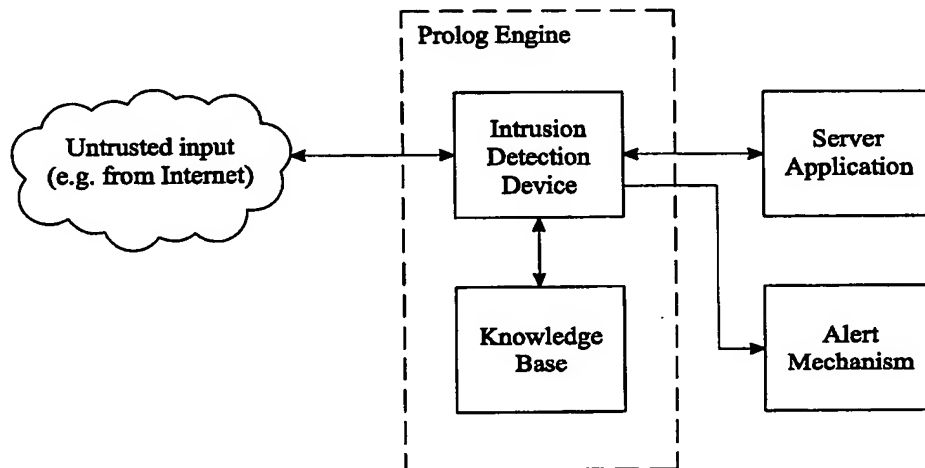 Prolog Engine
Untrusted input
(e.g. from Internet)
Intrusion
Detection
Device
Server
Application
Knowledge
Base
Alert
Mechanism